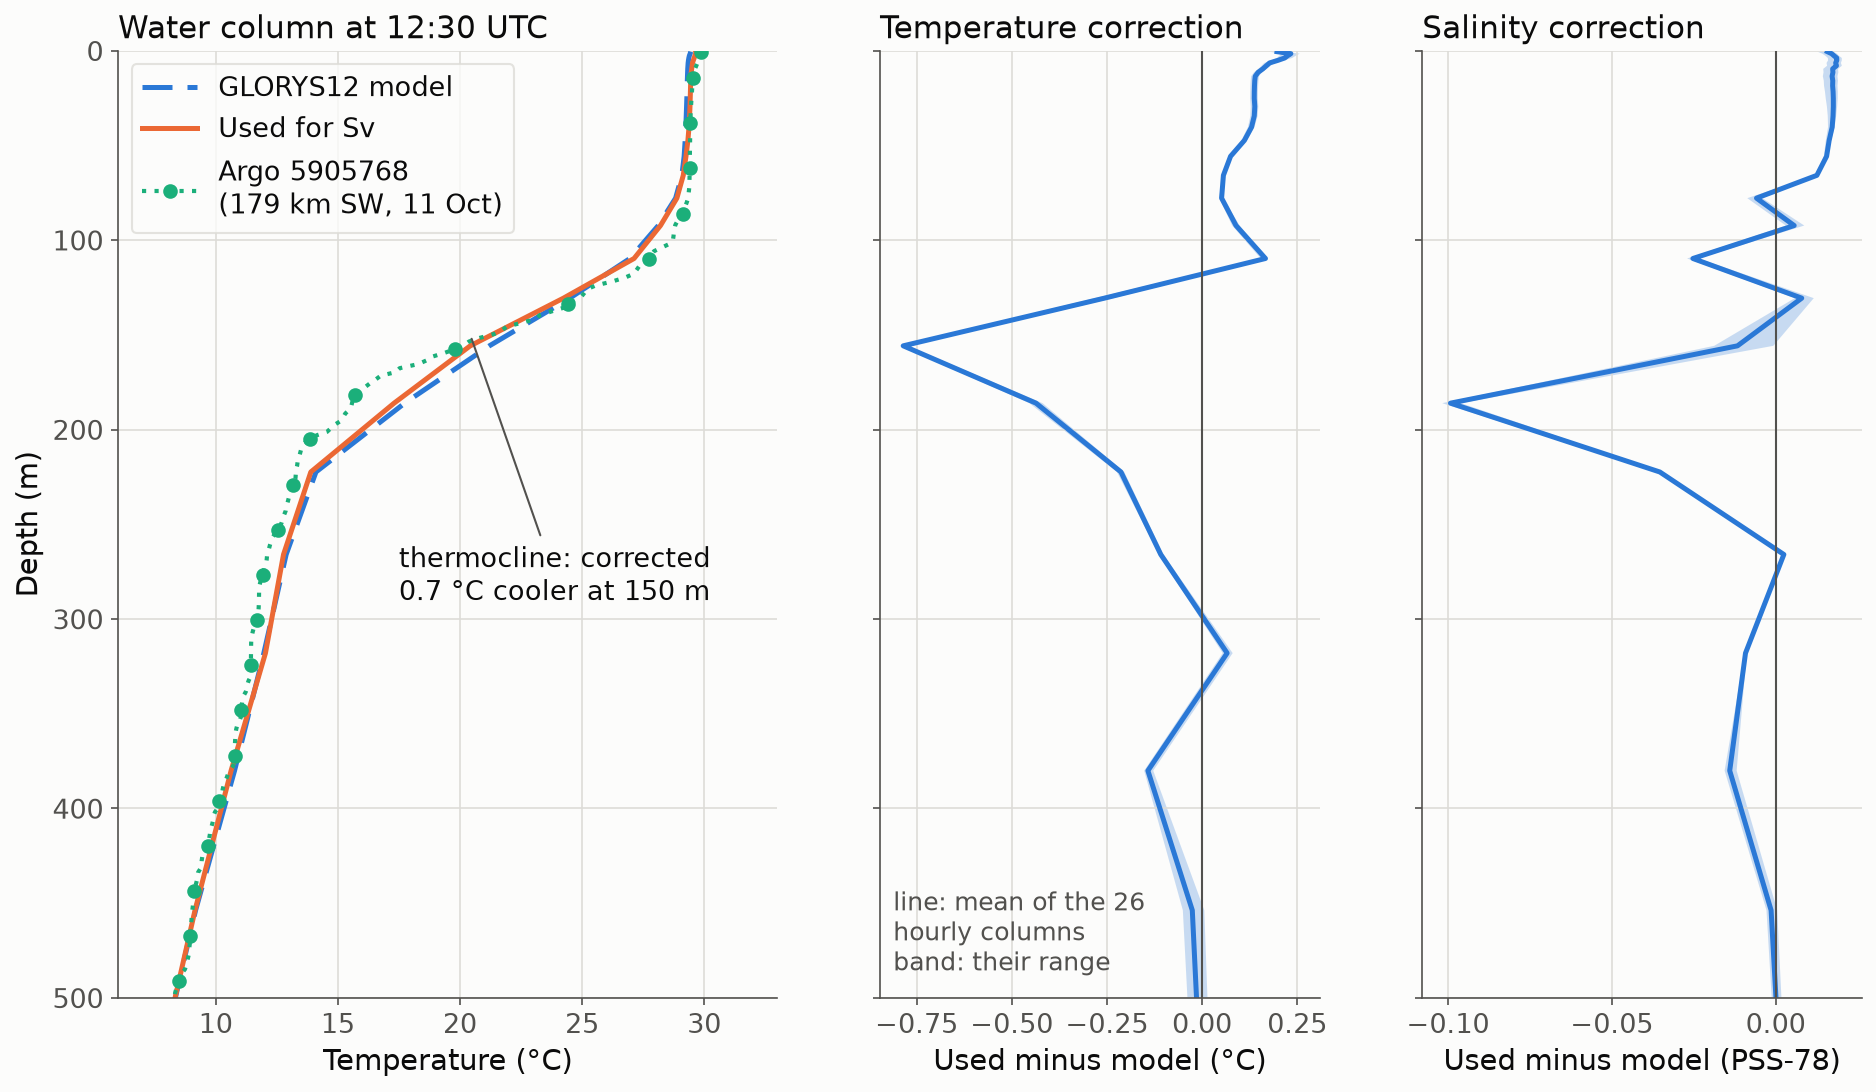 Water column at 12:30 UTC
GLORYS12 model
Used for Sv
Argo 5905768
(179 km SW, 11 Oct)
thermocline: corrected
0.7 °C cooler at 150 m
Depth (m)
0
100
200
300
400
500
10 15 20 25 30
Temperature (°C)
Temperature correction
line: mean of the 26
hourly columns
band: their range
−0.75 −0.50 −0.25 0.00 0.25
Used minus model (°C)
Salinity correction
−0.10 −0.05 0.00
Used minus model (PSS-78)